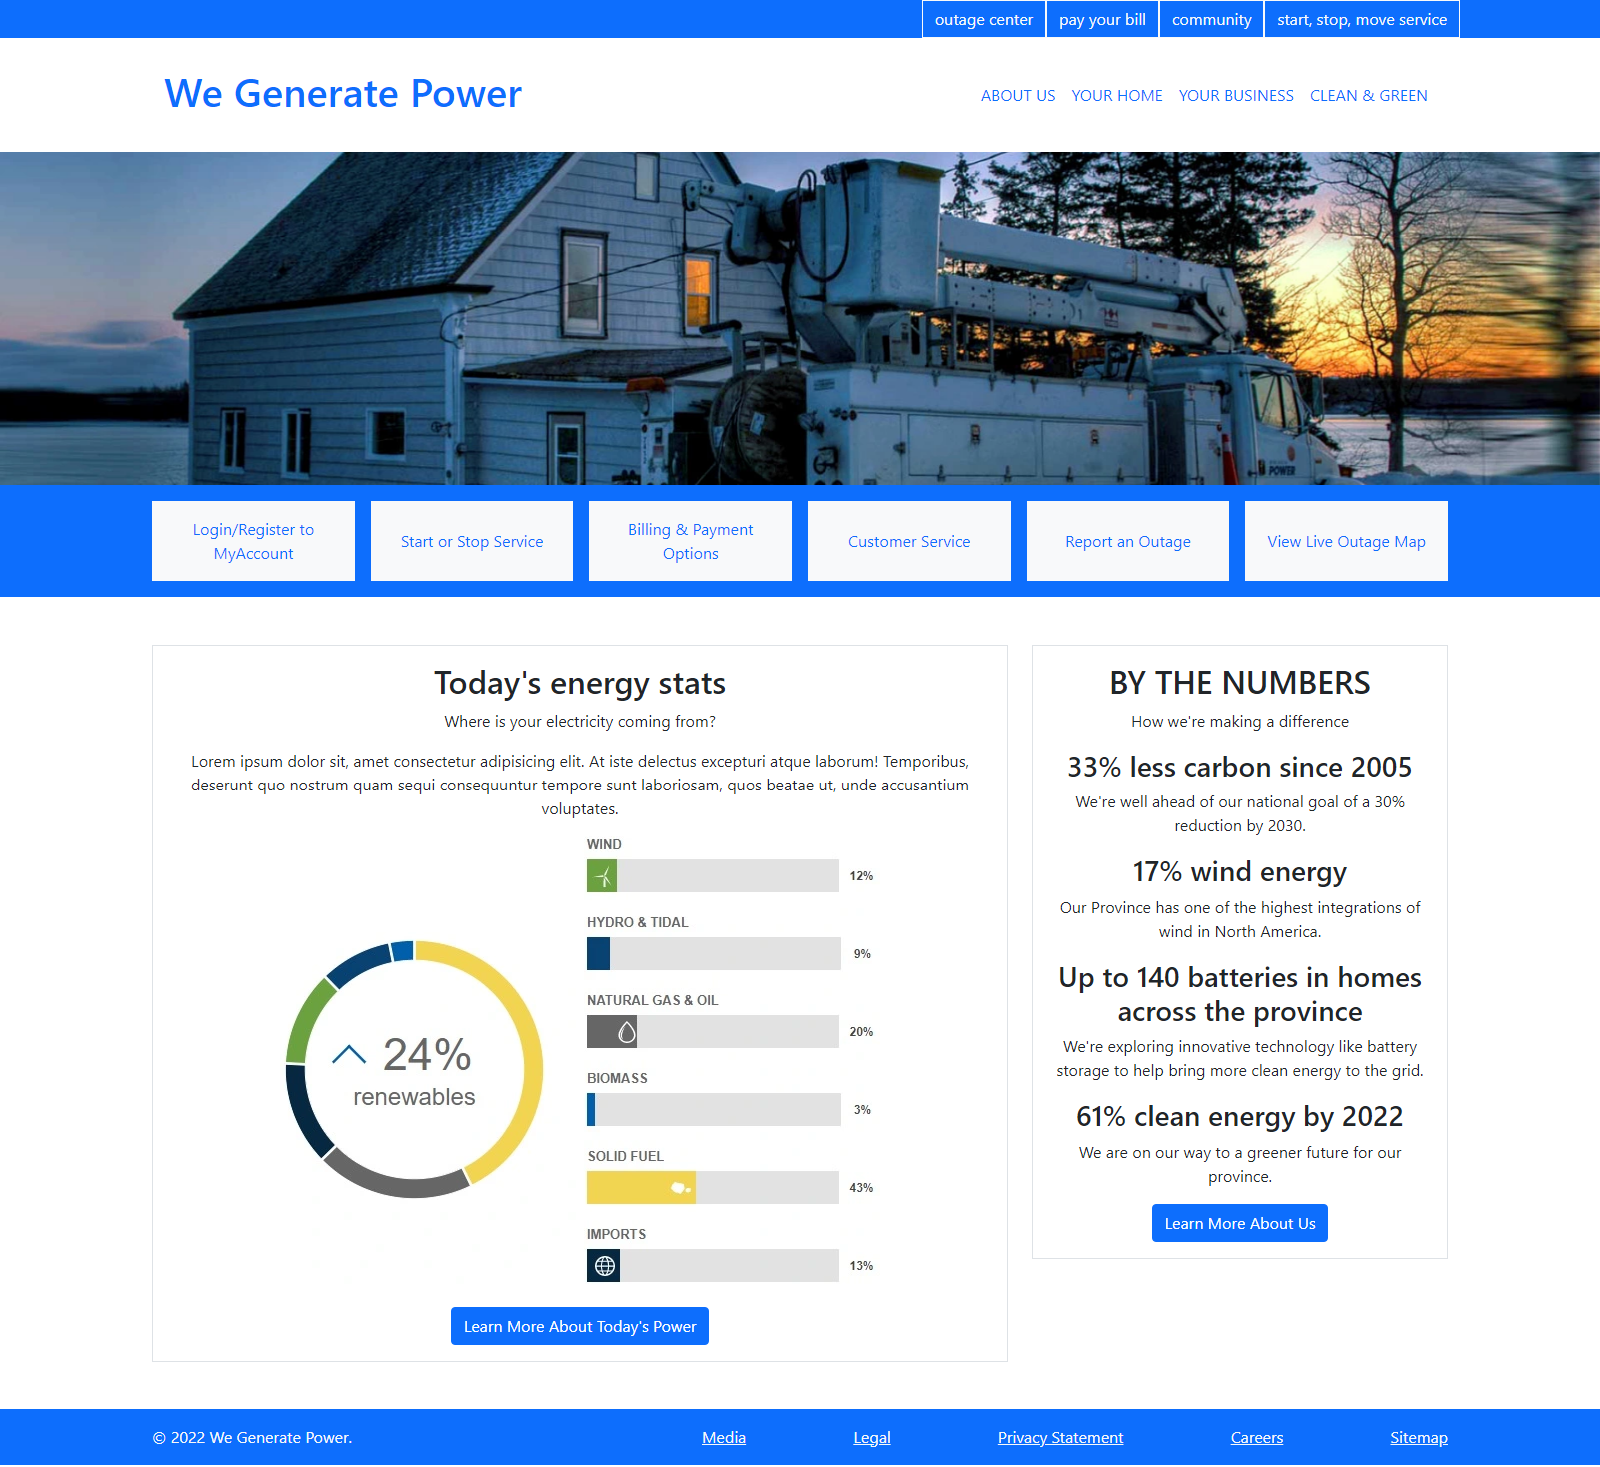 outage center
pay your bill
community
start, stop, move service
We Generate Power
ABOUT US
YOUR HOME
YOUR BUSINESS
CLEAN & GREEN
POWER
Login/Register to
MyAccount
Start or Stop Service
Billing & Payment
Options
Customer Service
Report an Outage
View Live Outage Map
Today's energy stats
Where is your electricity coming from?
Lorem ipsum dolor sit, amet consectetur adipisicing elit. At iste delectus excepturi atque laborum! Temporibus,
deserunt quo nostrum quam sequi consequuntur tempore sunt laboriosam, quos beatae ut, unde accusantium
voluptates.
24%
renewables
WIND
12%
HYDRO & TIDAL
9%
NATURAL GAS & OIL
20%
BIOMASS
3%
SOLID FUEL
43%
IMPORTS
13%
Learn More About Today's Power
BY THE NUMBERS
How we're making a difference
33% less carbon since 2005
We're well ahead of our national goal of a 30%
reduction by 2030.
17% wind energy
Our Province has one of the highest integrations of
wind in North America.
Up to 140 batteries in homes
across the province
We're exploring innovative technology like battery
storage to help bring more clean energy to the grid.
61% clean energy by 2022
We are on our way to a greener future for our
province.
Learn More About Us
© 2022 We Generate Power.
Media
Legal
Privacy Statement
Careers
Sitemap